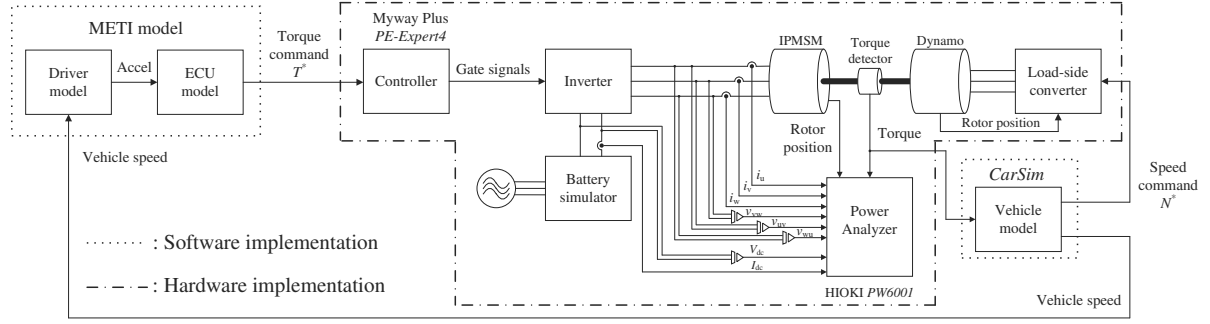 METI model
Driver
model
Accel
ECU
model
Torque
command
T*
Myway Plus
PE-Expert4
Controller
Gate signals
Inverter
IPMSM
Torque
detector
Dynamo
Load-side
converter
Rotor position
Rotor
position
Torque
Vehicle speed
Battery
simulator
iu
iv
iw
vvw
vuv
vwu
Vdc
Idc
Power
Analyzer
HIOKI PW6001
CarSim
Vehicle
model
Speed
command
N*
Vehicle speed
: Software implementation
: Hardware implementation